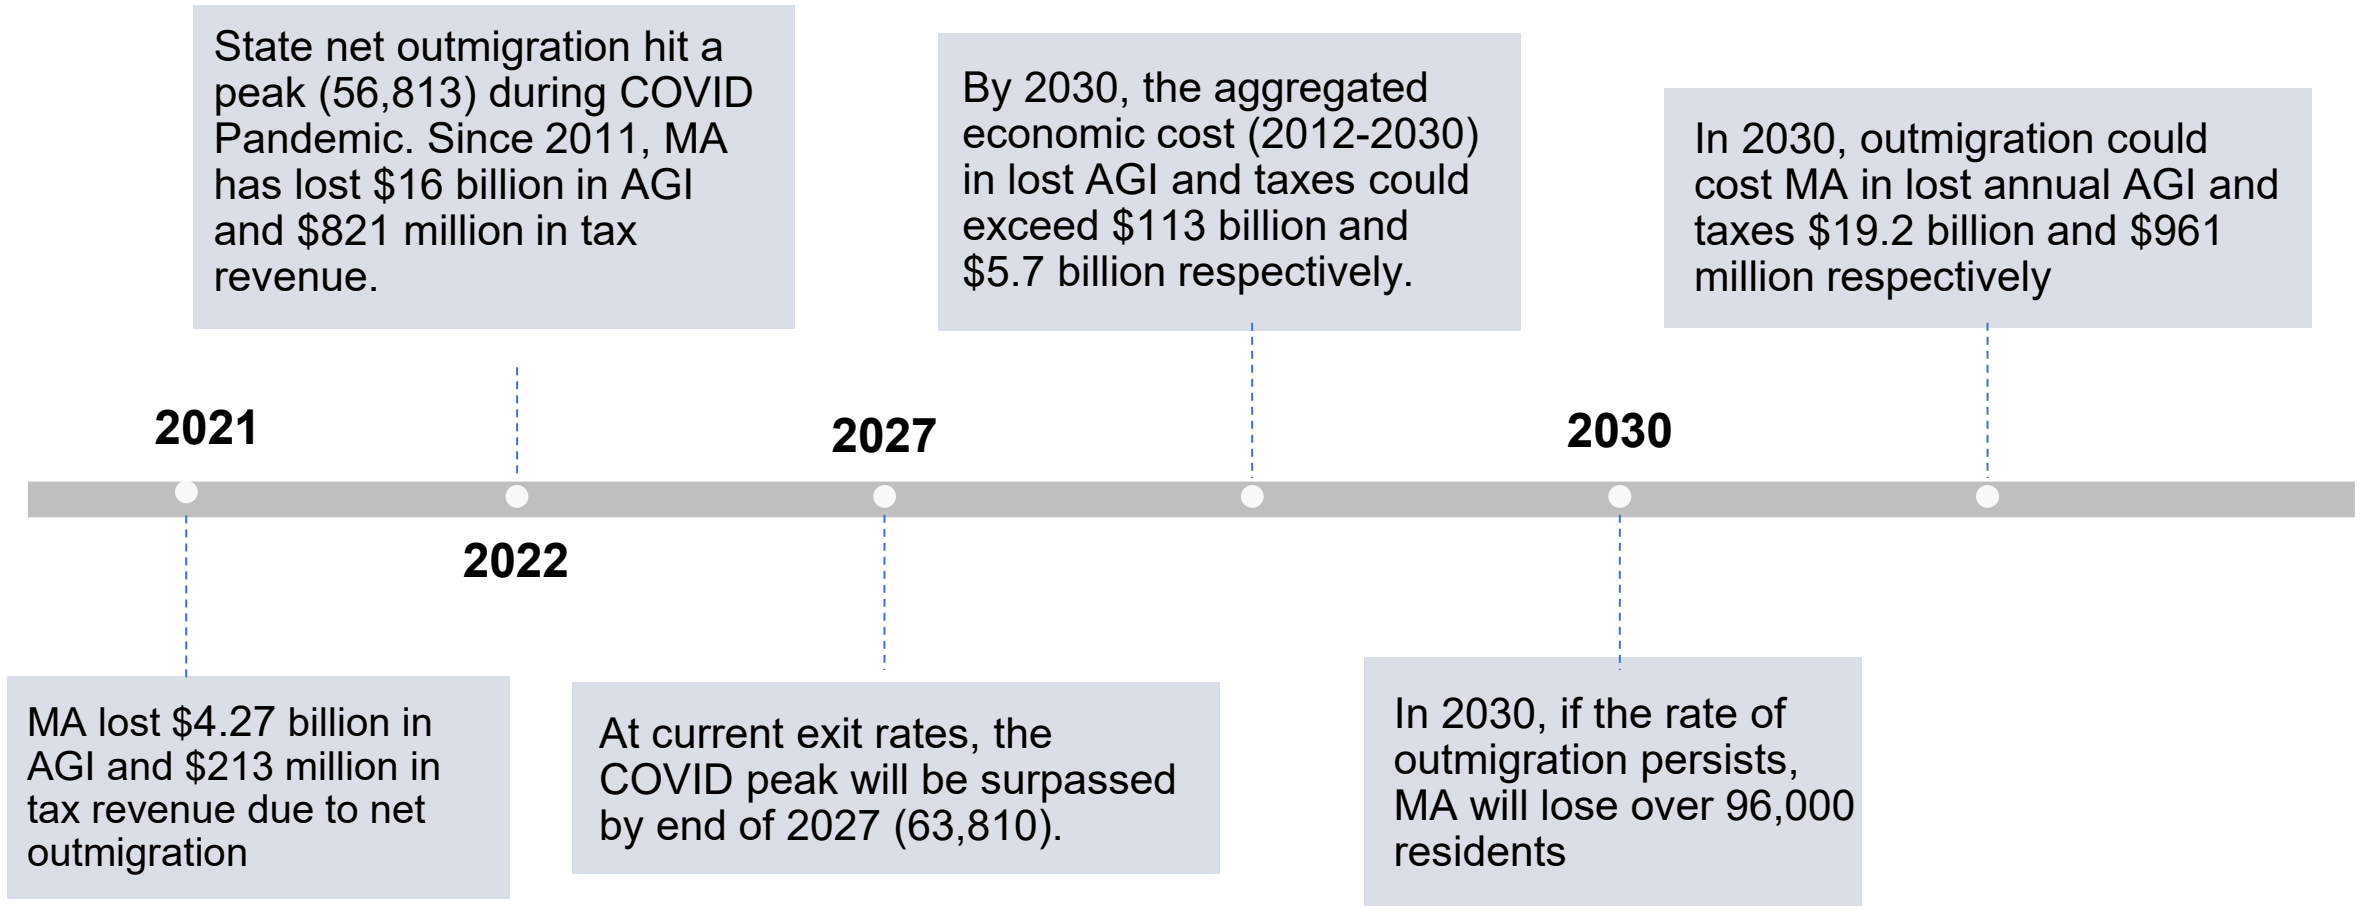 State net outmigration hit a
peak (56,813) during COVID
Pandemic. Since 2011, MA
has lost $16 billion in AGI
and $821 million in tax
revenue.
By 2030, the aggregated
economic cost (2012-2030)
in lost AGI and taxes could
exceed $113 billion and
$5.7 billion respectively.
In 2030, outmigration could
cost MA in lost annual AGI and
taxes $19.2 billion and $961
million respectively
2021
2027
2030
2022
MA lost $4.27 billion in
AGI and $213 million in
tax revenue due to net
outmigration
At current exit rates, the
COVID peak will be surpassed
by end of 2027 (63,810).
In 2030, if the rate of
outmigration persists,
MA will lose over 96,000
residents